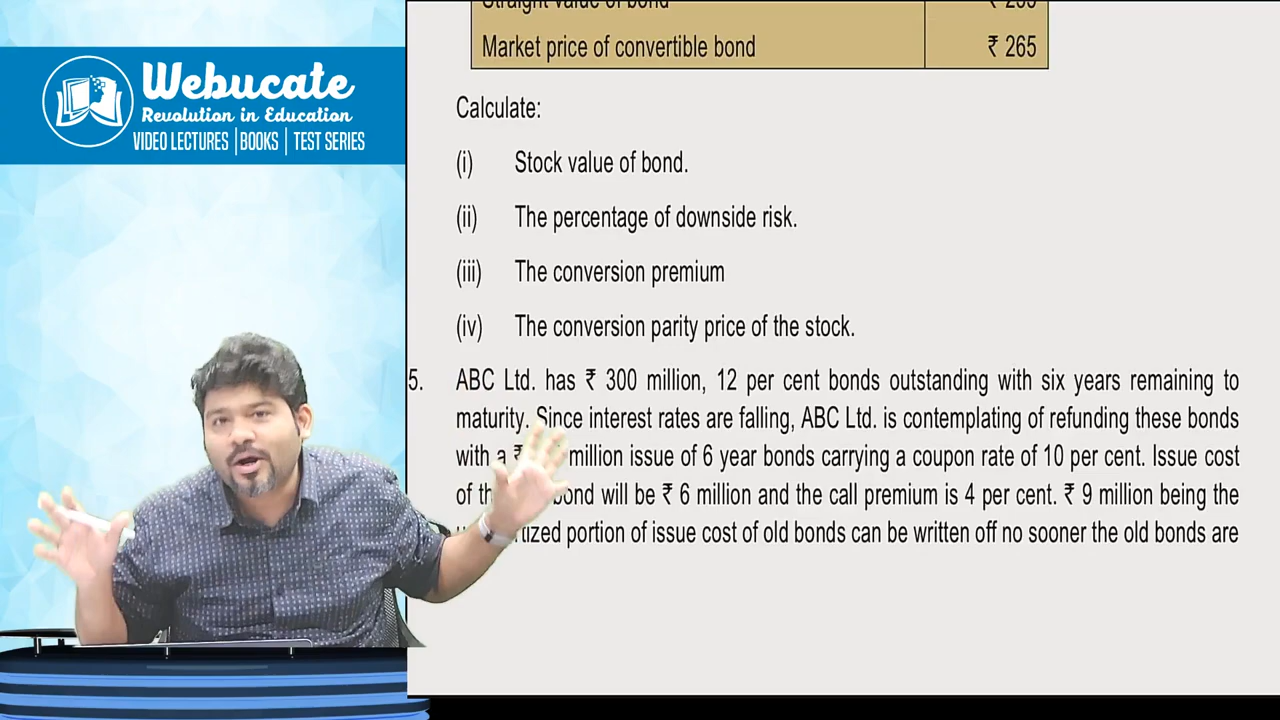 Straight value of bond
Market price of convertible bond ₹ 265
Webucate
Revolution in Education
VIDEO LECTURES | BOOKS | TEST SERIES
Calculate:
(i) Stock value of bond.
(ii) The percentage of downside risk.
(iii) The conversion premium
(iv) The conversion parity price of the stock.
5. ABC Ltd. has ₹ 300 million, 12 per cent bonds outstanding with six years remaining to
maturity. Since interest rates are falling, ABC Ltd. is contemplating of refunding these bonds
with a ₹ million issue of 6 year bonds carrying a coupon rate of 10 per cent. Issue cost
of bond will be ₹ 6 million and the call premium is 4 per cent. ₹ 9 million being the
portion of issue cost of old bonds can be written off no sooner the old bonds are